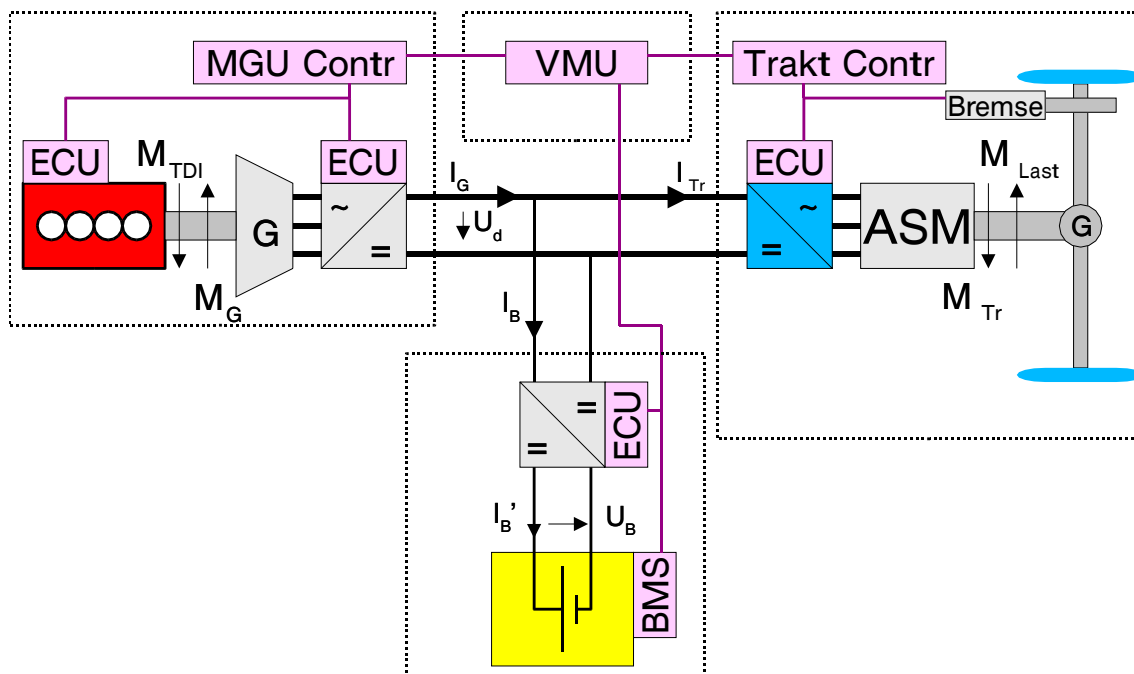 MGU Contr
VMU
Trakt Contr
Bremse
ECU
M TDI
ECU
I G
I Tr
ECU
M Last
~
=
U d
G
~
=
ASM
G
M G
M Tr
I B
=
=
ECU
I B’
U B
BMS